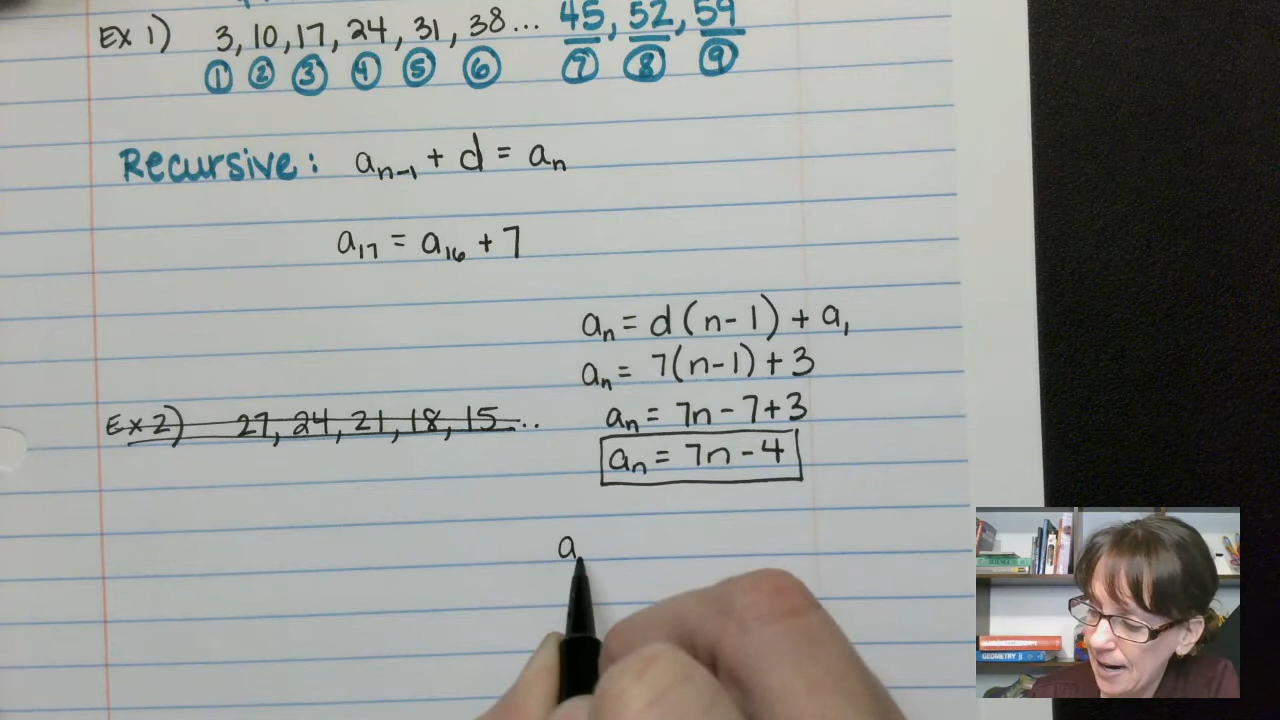 Ex 1) 3, 10, 17, 24, 31, 38... 45, 52, 59
① ② ③ ④ ⑤ ⑥ ⑦ ⑧ ⑨
Recursive: aₙ₋₁ + d = aₙ
a₁₇ = a₁₆ + 7
aₙ = d(n-1) + a₁
aₙ = 7(n-1) + 3
aₙ = 7n - 7 + 3
Ex 2) 27, 24, 21, 18, 15...
aₙ = 7n - 4
a
SCIENCE
GEOMETRY